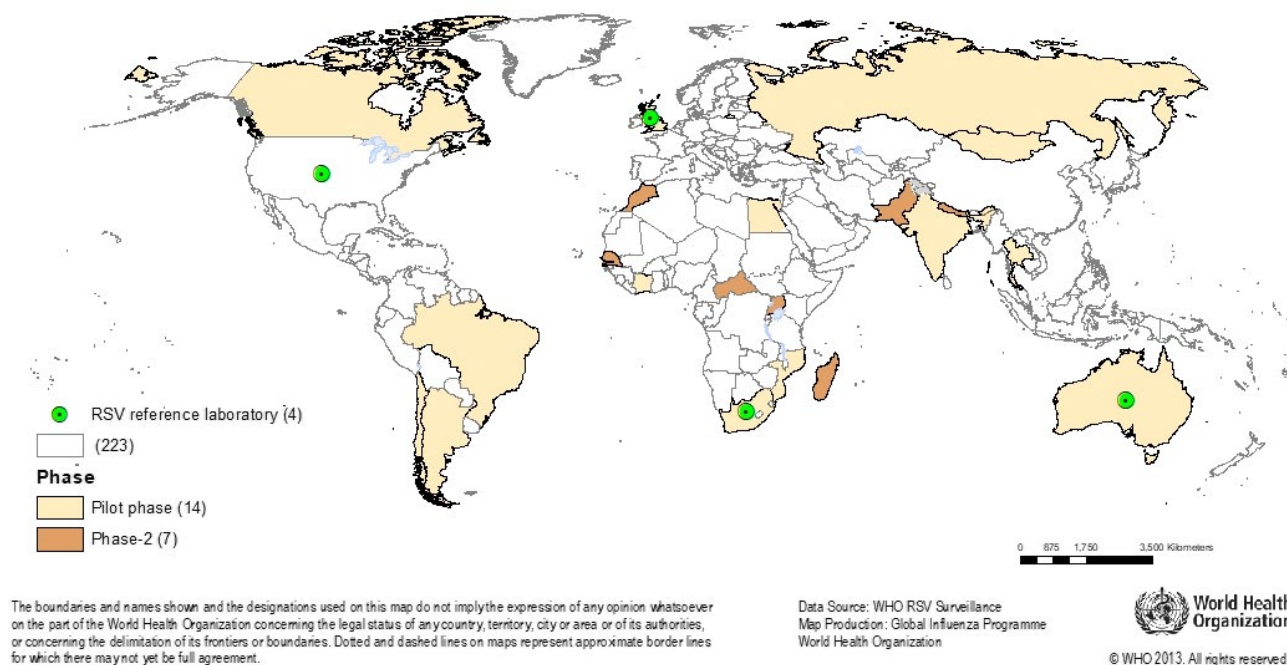 RSV reference laboratory (4)
(223)
Phase
Pilot phase (14)
Phase-2 (7)
0 875 1,750 3,500 Kilometers
The boundaries and names shown and the designations used on this map do not imply the expression of any opinion whatsoever
on the part of the World Health Organization concerning the legal status of any country, territory, city or area or of its authorities,
or concerning the delimitation of its frontiers or boundaries. Dotted and dashed lines on maps represent approximate border lines
for which there may not yet be full agreement.
Data Source: WHO RSV Surveillance
Map Production: Global Influenza Programme
World Health Organization
World Health
Organization
© WHO 2013. All rights reserved